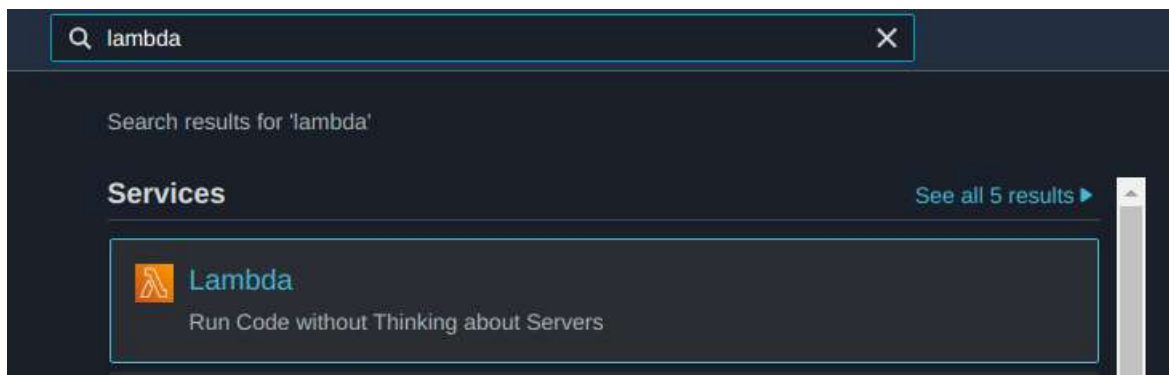 lambda
Search results for 'lambda'
Services
See all 5 results
Lambda
Run Code without Thinking about Servers